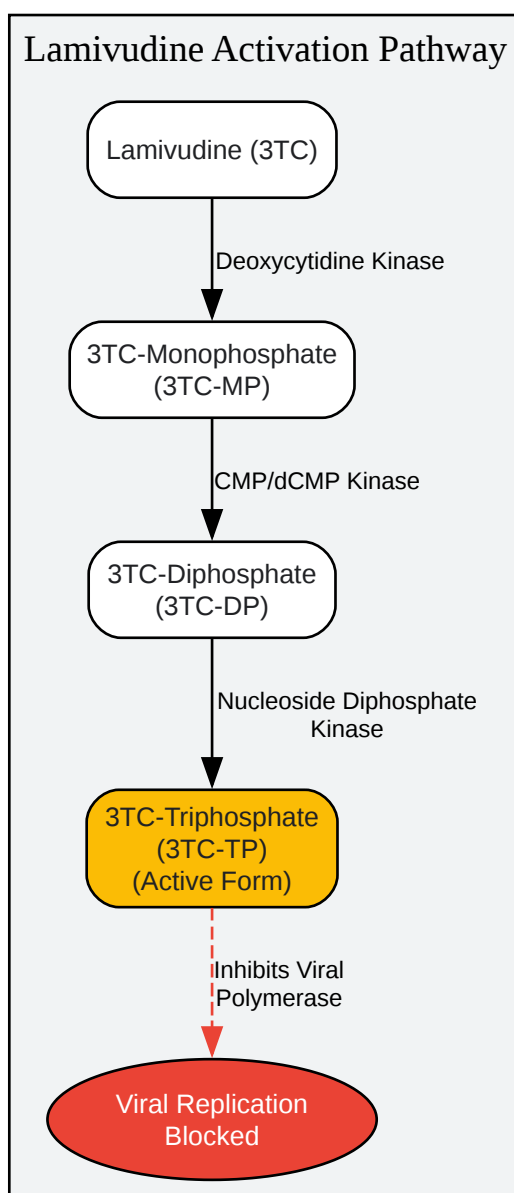 Lamivudine Activation Pathway
Lamivudine (3TC)
Deoxycytidine Kinase
3TC-Monophosphate
(3TC-MP)
CMP/dCMP Kinase
3TC-Diphosphate
(3TC-DP)
Nucleoside Diphosphate
Kinase
3TC-Triphosphate
(3TC-TP)
(Active Form)
Inhibits Viral
Polymerase
Viral Replication
Blocked